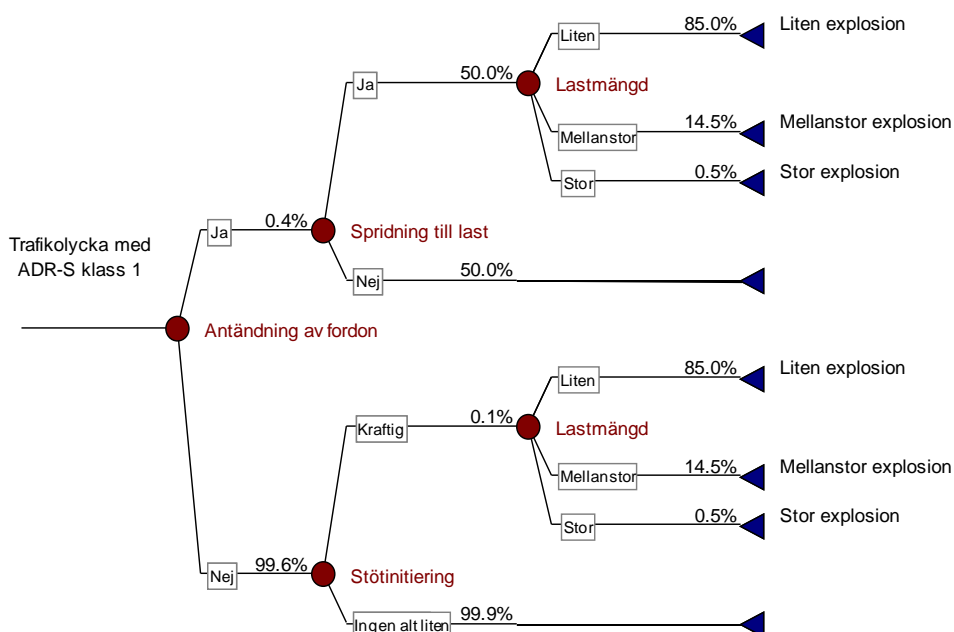 Liten
85.0%
Liten explosion
Ja
50.0%
Lastmängd
Mellanstor
14.5%
Mellanstor explosion
Stor
0.5%
Stor explosion
Ja
0.4%
Spridning till last
Trafikolycka med
ADR-S klass 1
Nej
50.0%
Antändning av fordon
Liten
85.0%
Liten explosion
Kraftig
0.1%
Lastmängd
Mellanstor
14.5%
Mellanstor explosion
Stor
0.5%
Stor explosion
Nej
99.6%
Stötinitiering
Ingen alt liten
99.9%